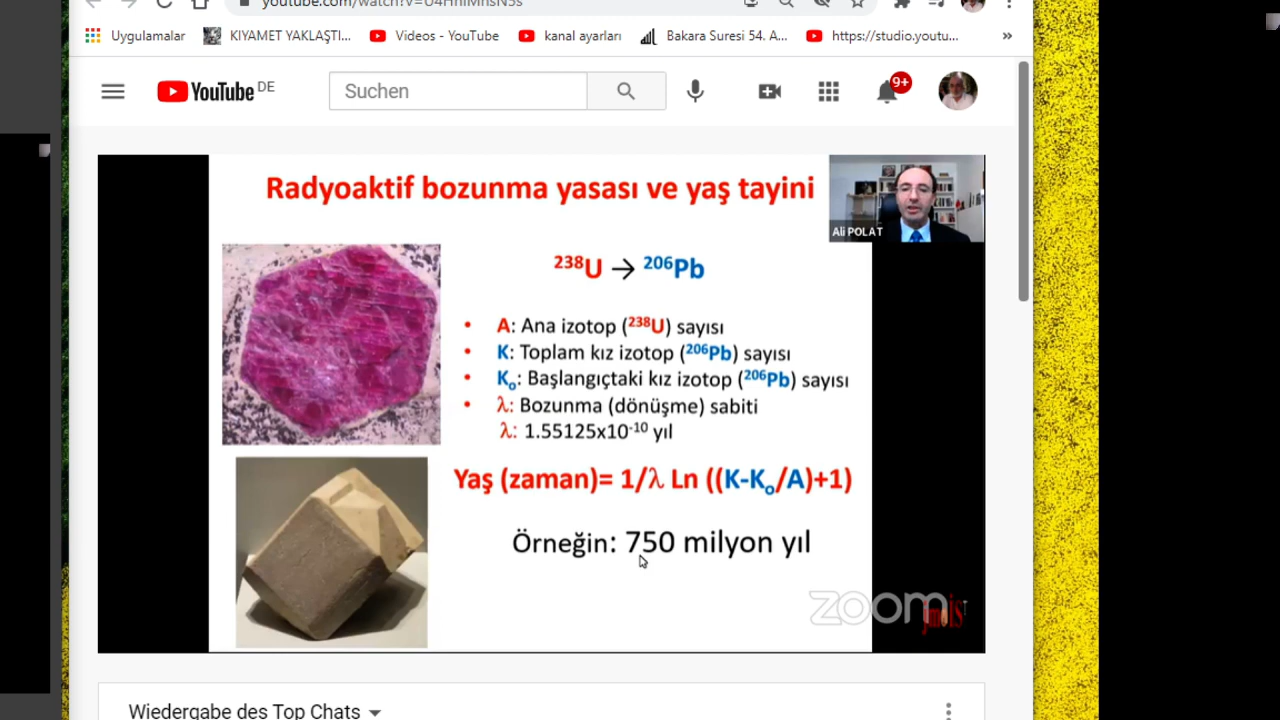 youtube.com/watch?v=U4HhiMhsN5s
Uygulamalar KIYAMET YAKLAŞTI... Videos - YouTube kanal ayarları Bakara Suresi 54. A... https://studio.youtu... »
YouTube DE Suchen 9+
Radyoaktif bozunma yasası ve yaş tayini
Ali POLAT
²³⁸U → ²⁰⁶Pb
• A: Ana izotop (²³⁸U) sayısı
• K: Toplam kız izotop (²⁰⁶Pb) sayısı
• Kₒ: Başlangıçtaki kız izotop (²⁰⁶Pb) sayısı
• λ: Bozunma (dönüşme) sabiti
λ: 1.55125x10⁻¹⁰ yıl
Yaş (zaman)= 1/λ Ln ((K-Kₒ/A)+1)
Örneğin: 750 milyon yıl
zoom
Wiedergabe des Top Chats